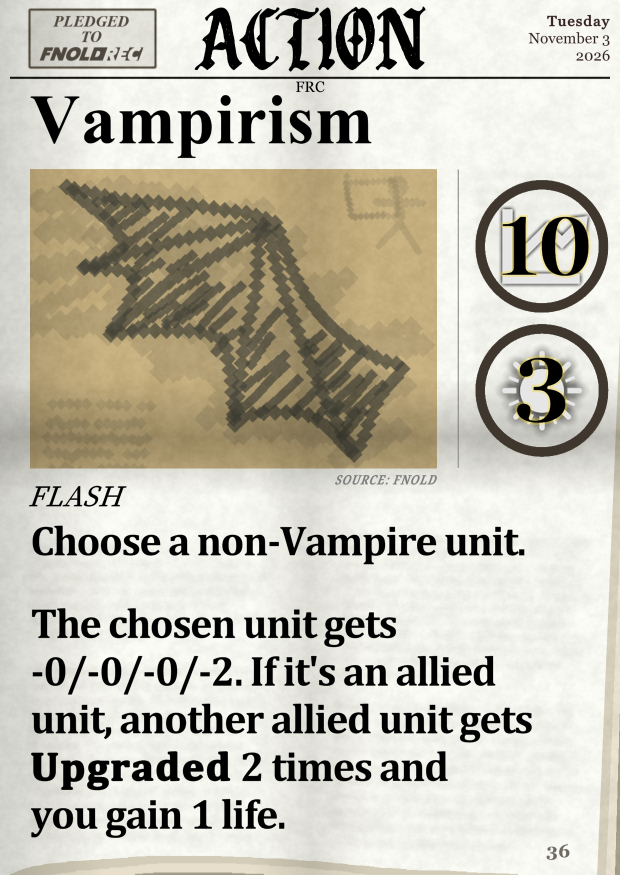 PLEDGED
TO
FNOLD REC
ACTION
Tuesday
November 3
2026
FRC
Vampirism
10
3
SOURCE: FNOLD
FLASH
Choose a non-Vampire unit.
The chosen unit gets
-0/-0/-0/-2. If it's an allied
unit, another allied unit gets
Upgraded 2 times and
you gain 1 life.
36